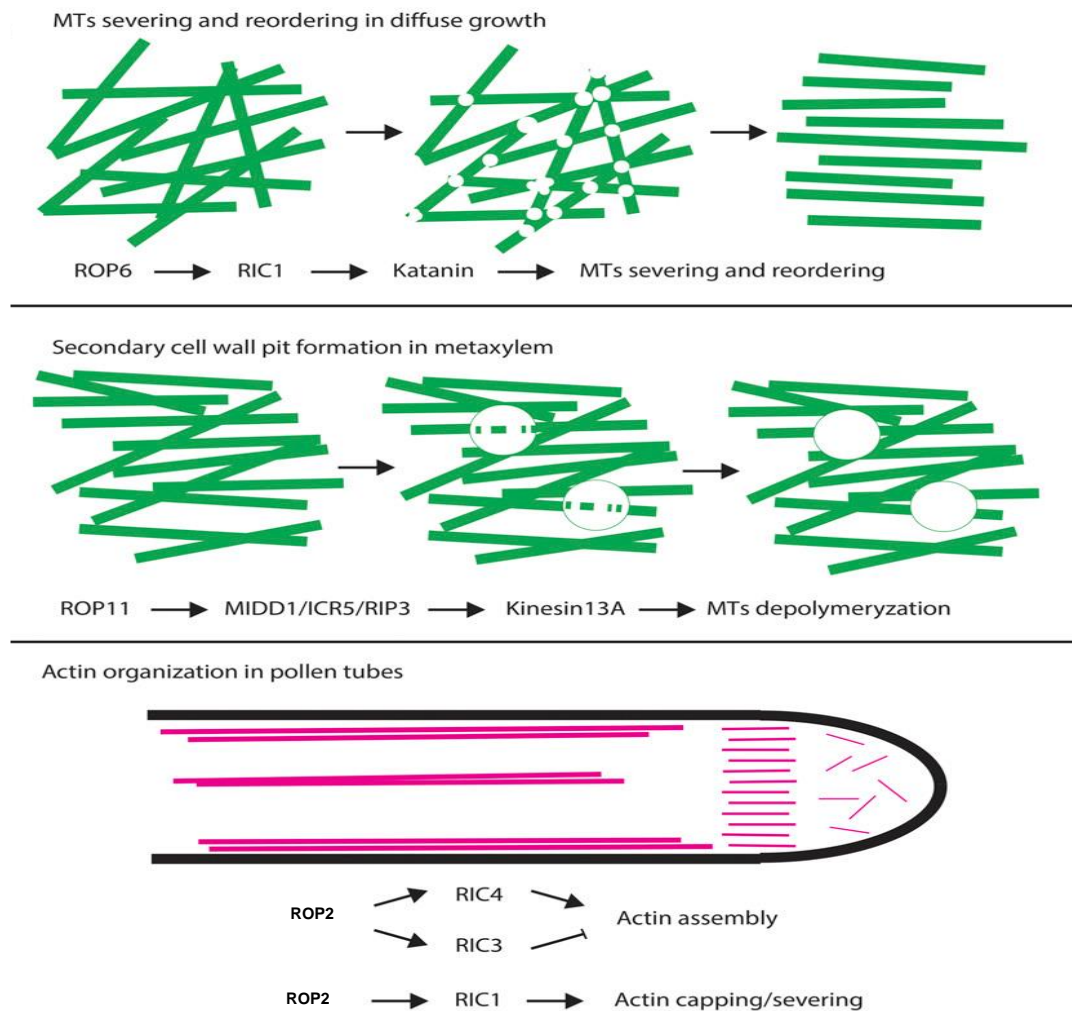 MTs severing and reordering in diffuse growth
ROP6 → RIC1 → Katanin → MTs severing and reordering
Secondary cell wall pit formation in metaxylem
ROP11 → MIDD1/ICR5/RIP3 → Kinesin13A → MTs depolymeryzation
Actin organization in pollen tubes
RIC4
ROP2
Actin assembly
RIC3
ROP2 → RIC1 → Actin capping/severing